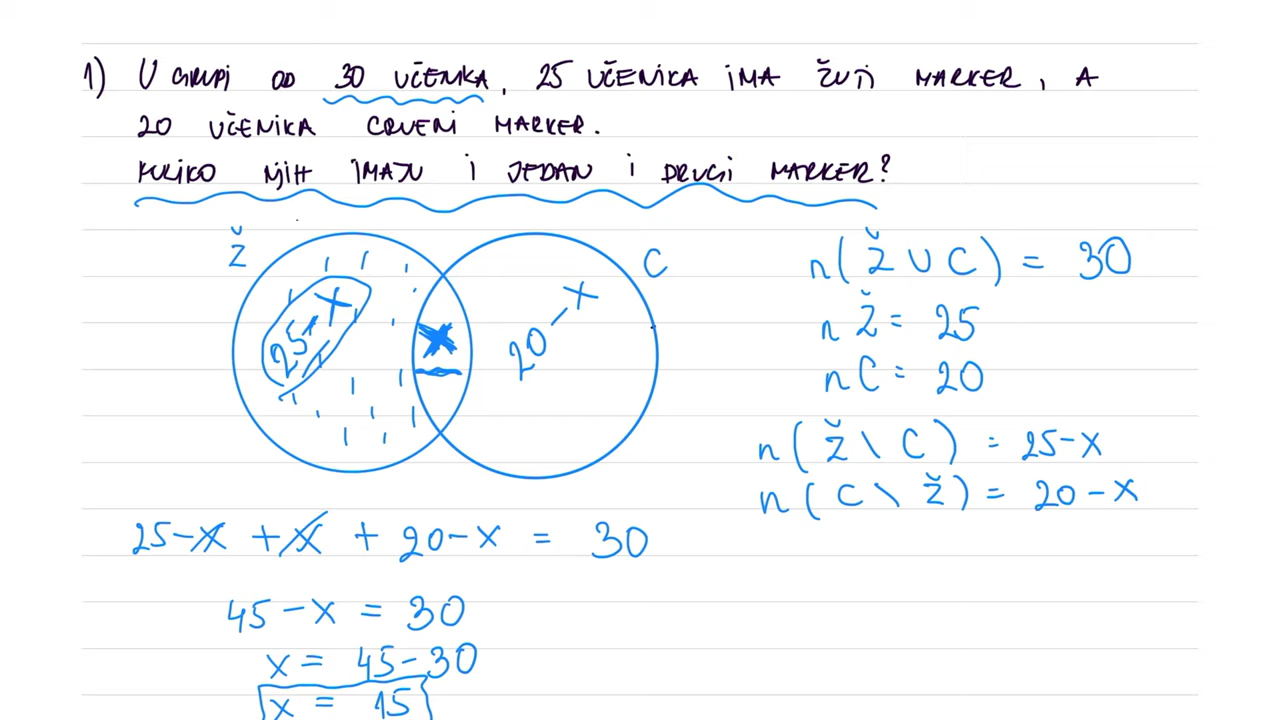 1) U GRUPI OD 30 UČENIKA, 25 UČENIKA IMA ŽUTI MARKER, A
20 UČENIKA CRVENI MARKER.
KOLIKO NJIH IMAJU I JEDAN I DRUGI MARKER?
Ž
C
25-X
X
20-X
n(Ž ∪ C) = 30
n Ž = 25
n C = 20
n(Ž \ C) = 25-X
n(C \ Ž) = 20-X
25-X + X + 20-X = 30
45-X = 30
X = 45-30
X = 15